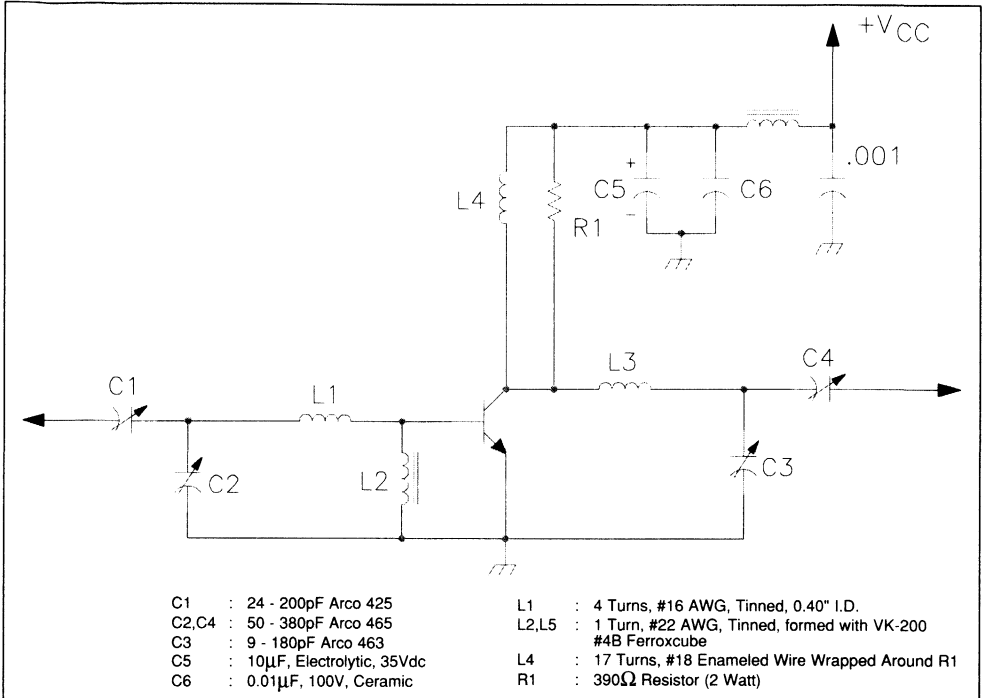 +VCC
.001
L4
R1
+
C5
-
C6
C1
L1
L3
C4
C2
L2
C3
C1 : 24 - 200pF Arco 425
C2,C4 : 50 - 380pF Arco 465
C3 : 9 - 180pF Arco 463
C5 : 10µF, Electrolytic, 35Vdc
C6 : 0.01µF, 100V, Ceramic
L1 : 4 Turns, #16 AWG, Tinned, 0.40" I.D.
L2,L5 : 1 Turn, #22 AWG, Tinned, formed with VK-200
#4B Ferroxcube
L4 : 17 Turns, #18 Enameled Wire Wrapped Around R1
R1 : 390Ω Resistor (2 Watt)